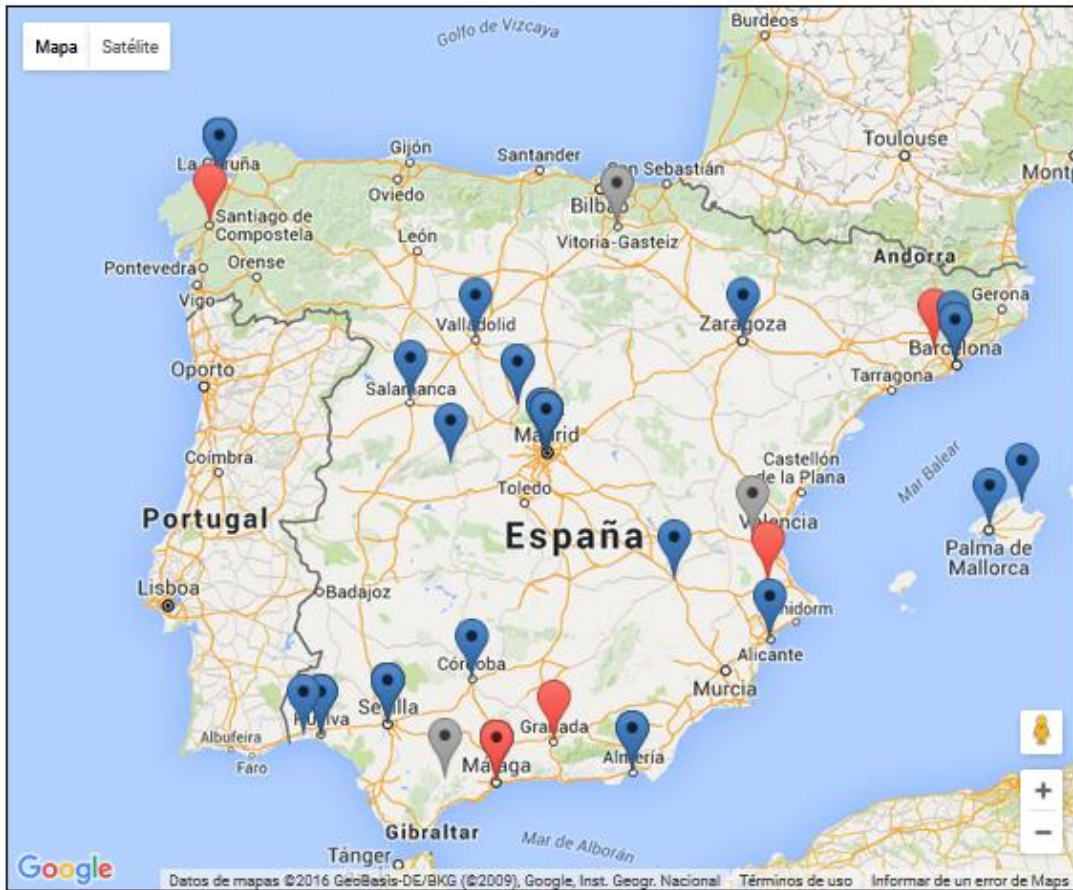 Mapa Satélite
Golfo de Vizcaya
Burdeos
Toulouse
La Coruña
Gijón
Santander
San Sebastián
Oviedo
Bilbao
Santiago de
Compostela
León
Vitoria-Gasteiz
Pontevedra
Orense
Andorra
Vigo
Gerona
Valladolid
Zaragoza
Barcelona
Oporto
Salamanca
Tarragona
Madrid
Coímbra
Castellón
de la Plana
Mar Balear
Toledo
Portugal
España
Valencia
Palma de
Mallorca
Lisboa
Badajoz
Alicante
Córdoba
Murcia
Sevilla
Huelva
Granada
Albufeira
Faro
Málaga
Almería
Gibraltar
Mar de Alborán
Tánger
Google
Datos de mapas ©2016 GeoBasis-DE/BKG (©2009), Google, Inst. Geogr. Nacional Términos de uso Informar de un error de Maps